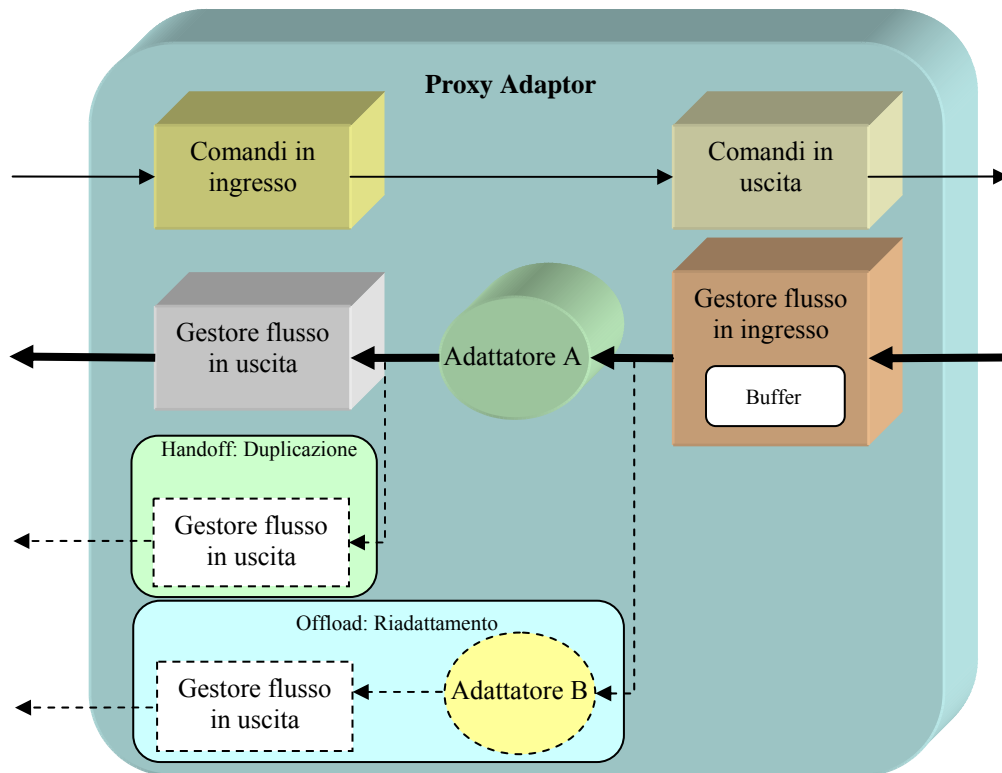 Proxy Adaptor
Comandi in
ingresso
Comandi in
uscita
Gestore flusso
in uscita
Adattatore A
Gestore flusso
in ingresso
Buffer
Handoff: Duplicazione
Gestore flusso
in uscita
Offload: Riadattamento
Gestore flusso
in uscita
Adattatore B